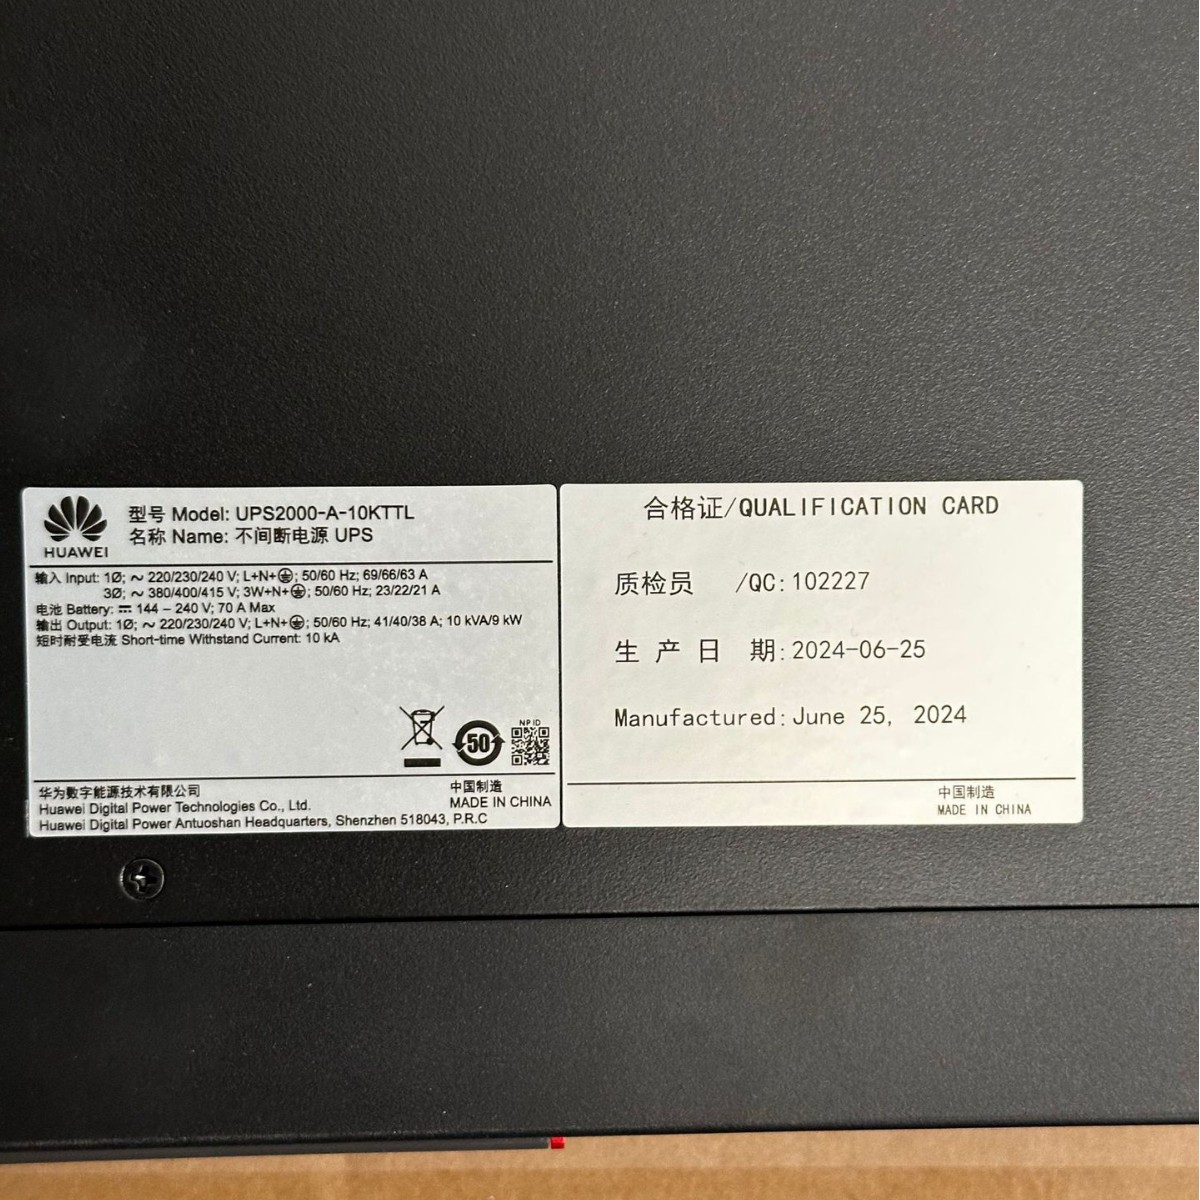 HUAWEI
型号 Model: UPS2000-A-10KTTL
名称 Name: 不间断电源 UPS
输入 Input: 1Ø; ～ 220/230/240 V; L+N+⏚; 50/60 Hz; 69/66/63 A
3Ø; ～ 380/400/415 V; 3W+N+⏚; 50/60 Hz; 23/22/21 A
电池 Battery: ⎓ 144 – 240 V; 70 A Max
输出 Output: 1Ø; ～ 220/230/240 V; L+N+⏚; 50/60 Hz; 41/40/38 A; 10 kVA/9 kW
短时耐受电流 Short-time Withstand Current: 10 kA
50
NPID
华为数字能源技术有限公司
Huawei Digital Power Technologies Co., Ltd.
Huawei Digital Power Antuoshan Headquarters, Shenzhen 518043, P.R.C
中国制造
MADE IN CHINA
合格证/QUALIFICATION CARD
质检员 /QC: 102227
生 产 日 期: 2024-06-25
Manufactured: June 25, 2024
中国制造
MADE IN CHINA